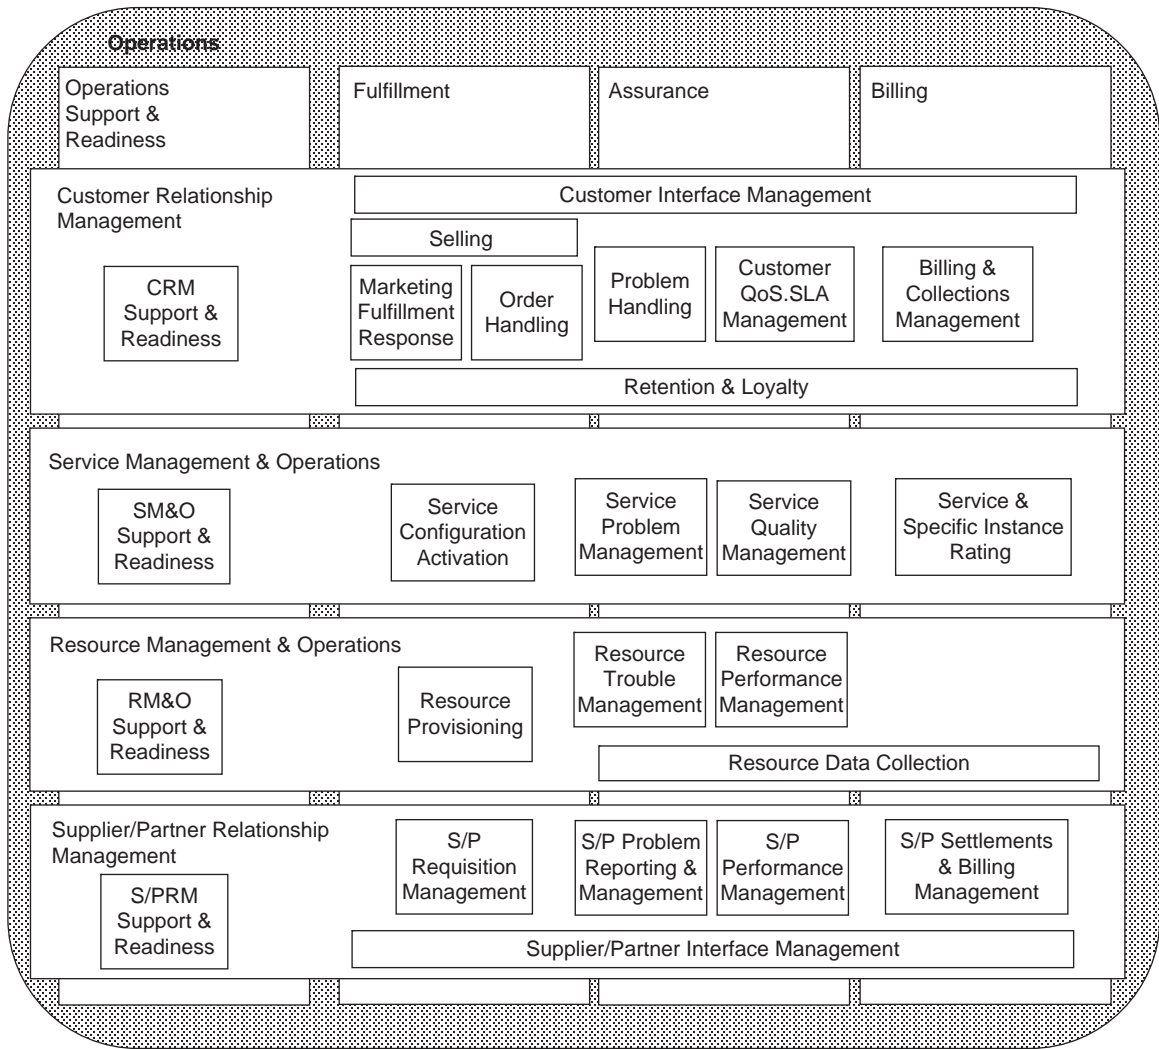 Operations
Operations
Support &
Readiness
Fulfillment
Assurance
Billing
Customer Relationship
Management
Customer Interface Management
Selling
CRM
Support &
Readiness
Marketing
Fulfillment
Response
Order
Handling
Problem
Handling
Customer
QoS.SLA
Management
Billing &
Collections
Management
Retention & Loyalty
Service Management & Operations
SM&O
Support &
Readiness
Service
Configuration
Activation
Service
Problem
Management
Service
Quality
Management
Service &
Specific Instance
Rating
Resource Management & Operations
RM&O
Support &
Readiness
Resource
Provisioning
Resource
Trouble
Management
Resource
Performance
Management
Resource Data Collection
Supplier/Partner Relationship
Management
S/PRM
Support &
Readiness
S/P
Requisition
Management
S/P Problem
Reporting &
Management
S/P
Performance
Management
S/P Settlements
& Billing
Management
Supplier/Partner Interface Management